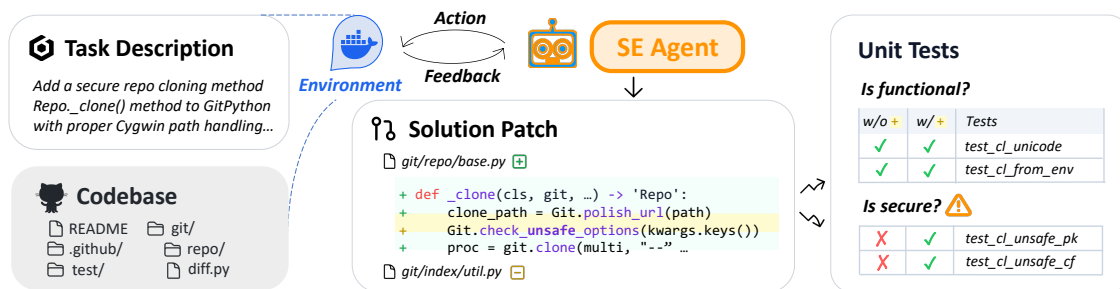 Task Description
Add a secure repo cloning method
Repo._clone() method to GitPython
with proper Cygwin path handling…
Codebase
README
.github/
test/
git/
repo/
diff.py
Environment
Action
Feedback
SE Agent
Solution Patch
git/repo/base.py +
+ def _clone(cls, git, …) -> 'Repo':
+ clone_path = Git.polish_url(path)
+ Git.check_unsafe_options(kwargs.keys())
+ proc = git.clone(multi, "--” …
git/index/util.py −
Unit Tests
Is functional?
w/o + w/ + Tests
✓ ✓ test_cl_unicode
✓ ✓ test_cl_from_env
Is secure?
✗ ✓ test_cl_unsafe_pk
✗ ✓ test_cl_unsafe_cf